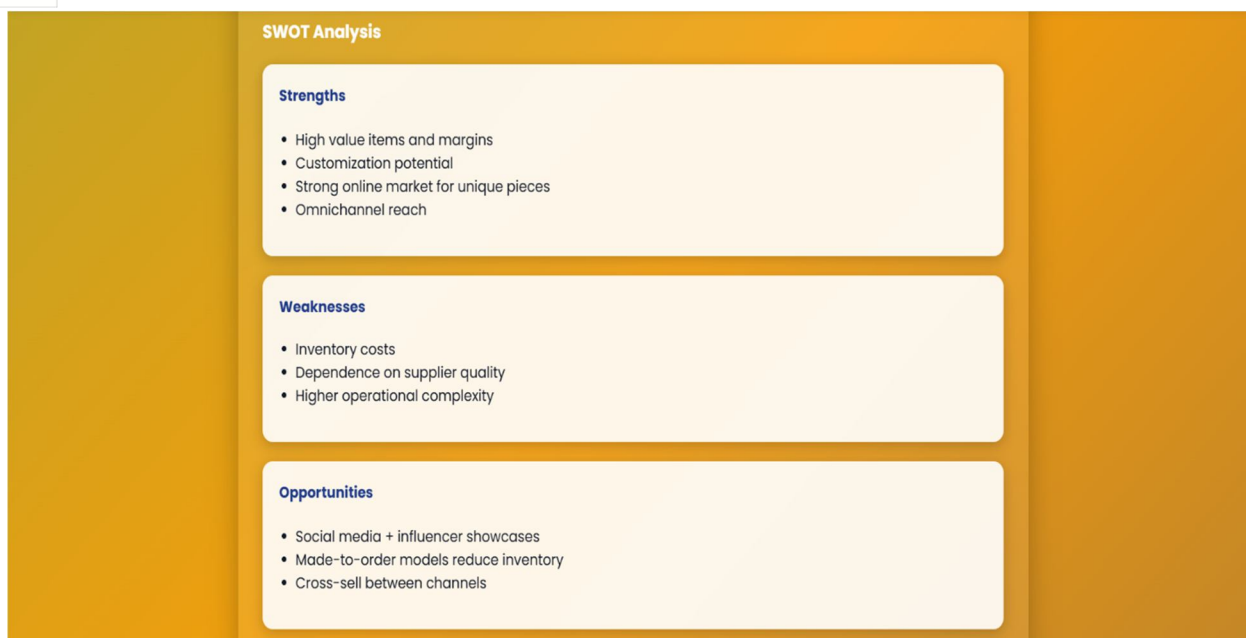 SWOT Analysis
Strengths
• High value items and margins
• Customization potential
• Strong online market for unique pieces
• Omnichannel reach
Weaknesses
• Inventory costs
• Dependence on supplier quality
• Higher operational complexity
Opportunities
• Social media + influencer showcases
• Made-to-order models reduce inventory
• Cross-sell between channels